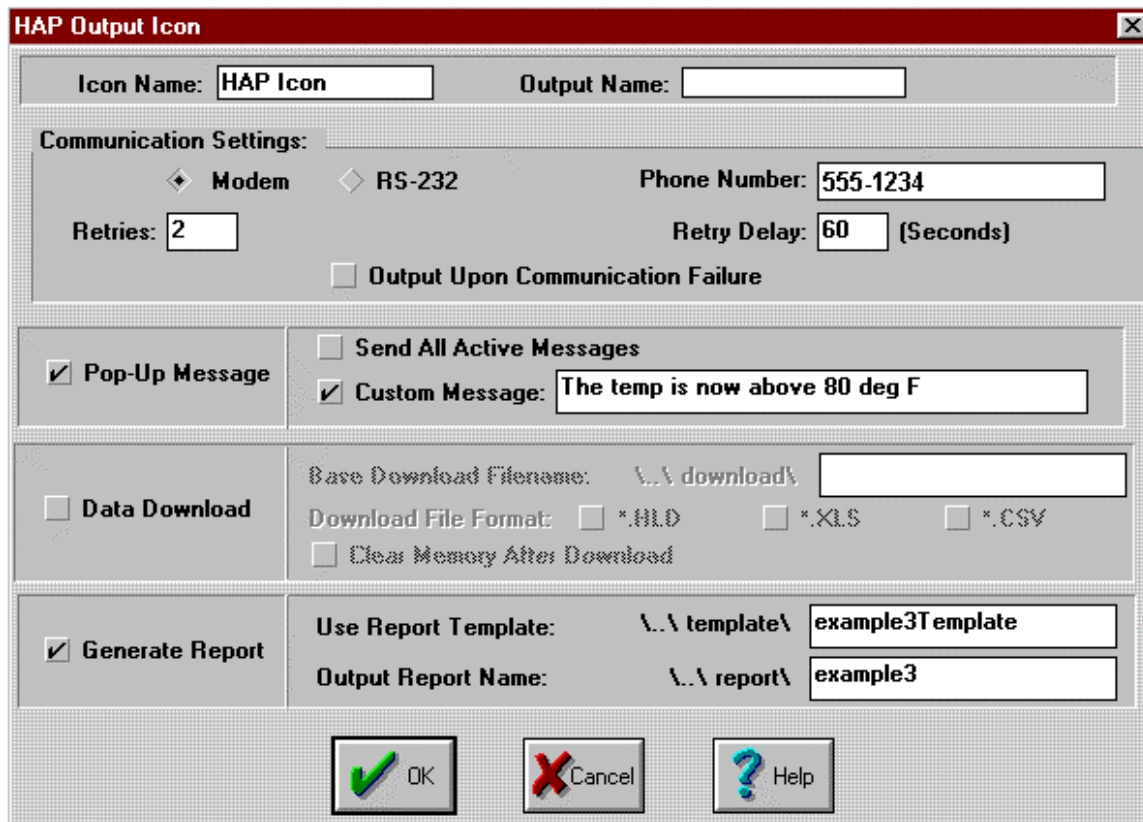 HAP Output Icon
Icon Name: HAP Icon Output Name:
Communication Settings:
Modem RS-232 Phone Number: 555-1234
Retries: 2 Retry Delay: 60 (Seconds)
Output Upon Communication Failure
Send All Active Messages
Pop-Up Message
Custom Message: The temp is now above 80 deg F
Base Download Filename: \..\ download\
Data Download
Download File Format: *.HLD *.XLS *.CSV
Clear Memory After Download
Use Report Template: \..\ template\ example3Template
Generate Report
Output Report Name: \..\ report\ example3
OK Cancel Help